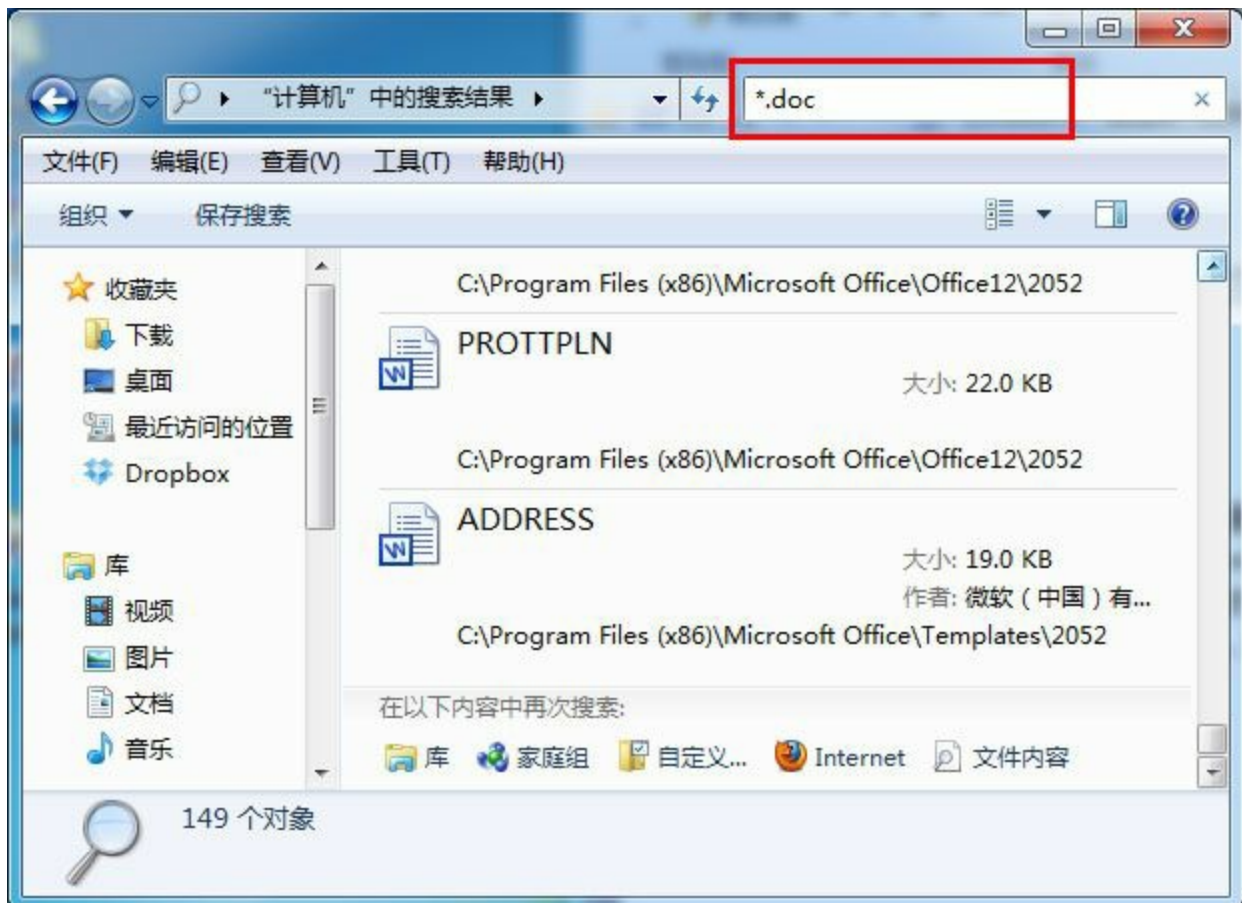 “计算机” 中的搜索结果
*.doc
文件(F) 编辑(E) 查看(V) 工具(T) 帮助(H)
组织 保存搜索
收藏夹
下载
桌面
最近访问的位置
Dropbox
库
视频
图片
文档
音乐
C:\Program Files (x86)\Microsoft Office\Office12\2052
PROTTPLN
大小: 22.0 KB
C:\Program Files (x86)\Microsoft Office\Office12\2052
ADDRESS
大小: 19.0 KB
作者: 微软（中国）有...
C:\Program Files (x86)\Microsoft Office\Templates\2052
在以下内容中再次搜索:
库 家庭组 自定义... Internet 文件内容
149 个对象